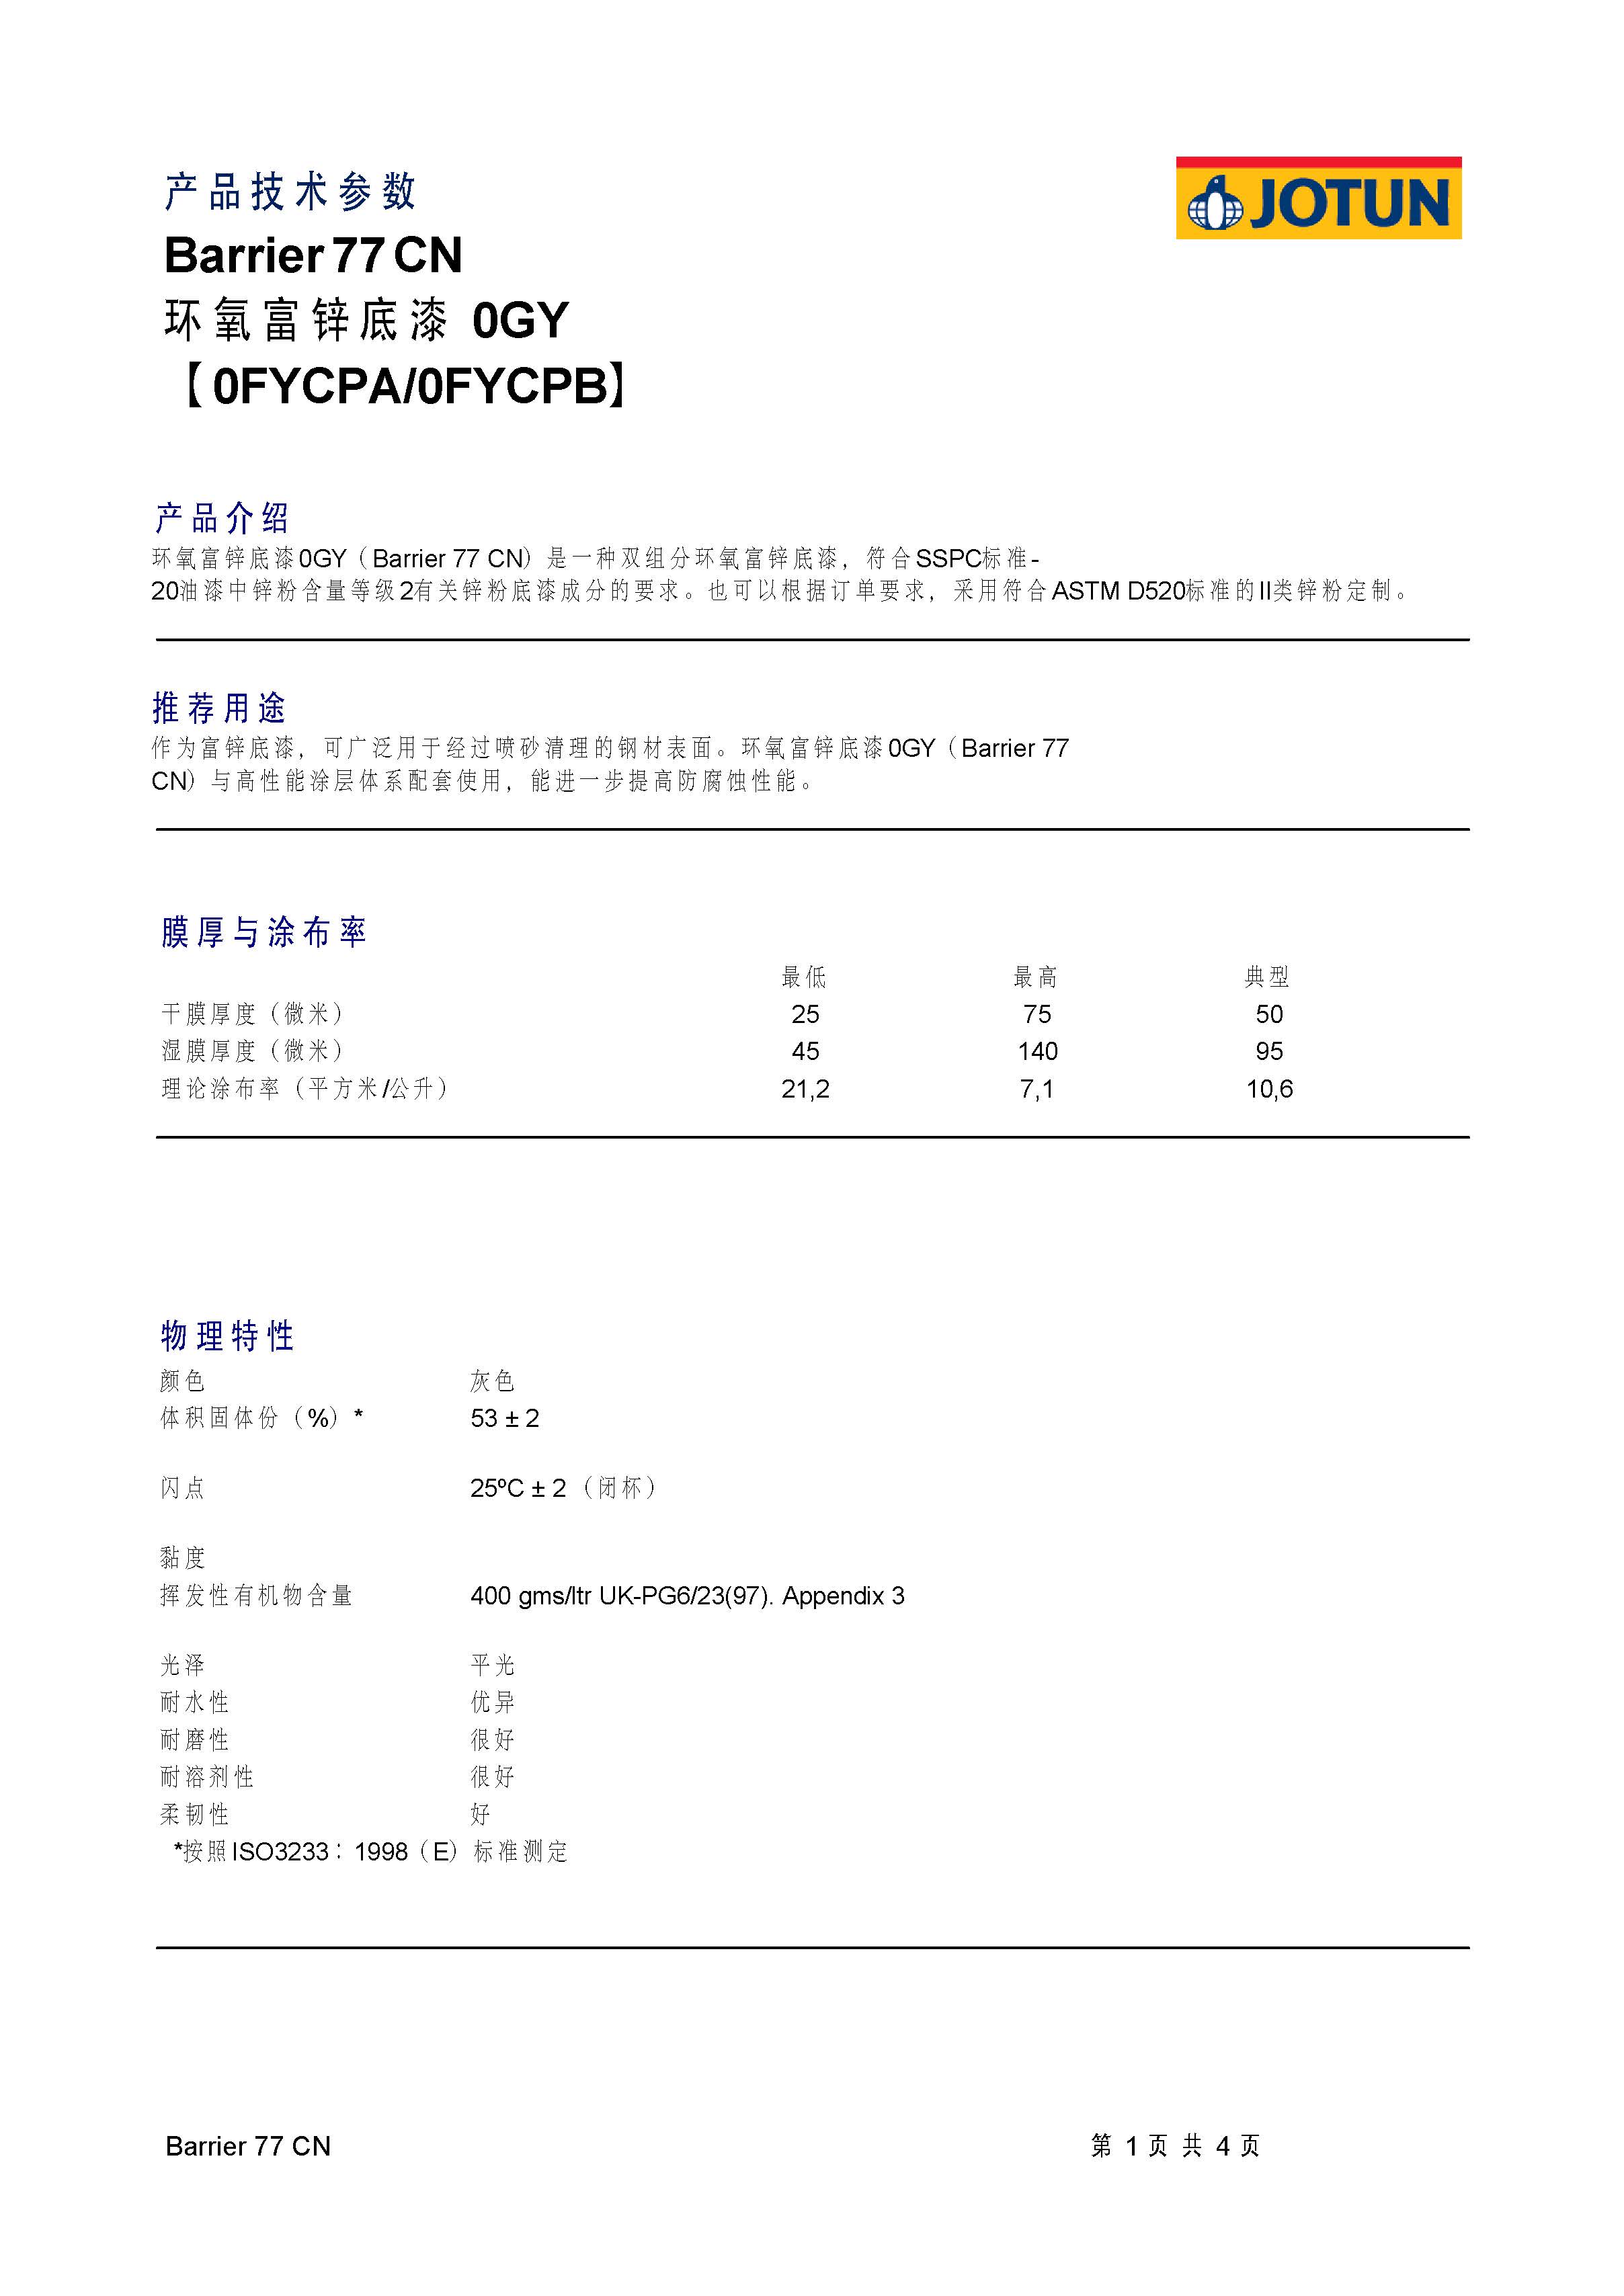 产品技术参数
JOTUN
Barrier 77 CN
环氧富锌底漆 0GY
【0FYCPA/0FYCPB】
产品介绍
环氧富锌底漆0GY（Barrier 77 CN）是一种双组分环氧富锌底漆，符合SSPC标准-
20油漆中锌粉含量等级2有关锌粉底漆成分的要求。也可以根据订单要求，采用符合ASTM D520标准的II类锌粉定制。
推荐用途
作为富锌底漆，可广泛用于经过喷砂清理的钢材表面。环氧富锌底漆0GY（Barrier 77
CN）与高性能涂层体系配套使用，能进一步提高防腐蚀性能。
膜厚与涂布率
最低 最高 典型
干膜厚度（微米） 25 75 50
湿膜厚度（微米） 45 140 95
理论涂布率（平方米/公升） 21,2 7,1 10,6
物理特性
颜色 灰色
体积固体份（%）* 53 ± 2
闪点 25ºC ± 2 （闭杯）
黏度
挥发性有机物含量 400 gms/ltr UK-PG6/23(97). Appendix 3
光泽 平光
耐水性 优异
耐磨性 很好
耐溶剂性 很好
柔韧性 好
*按照ISO3233：1998（E）标准测定
Barrier 77 CN 第 1 页 共 4 页